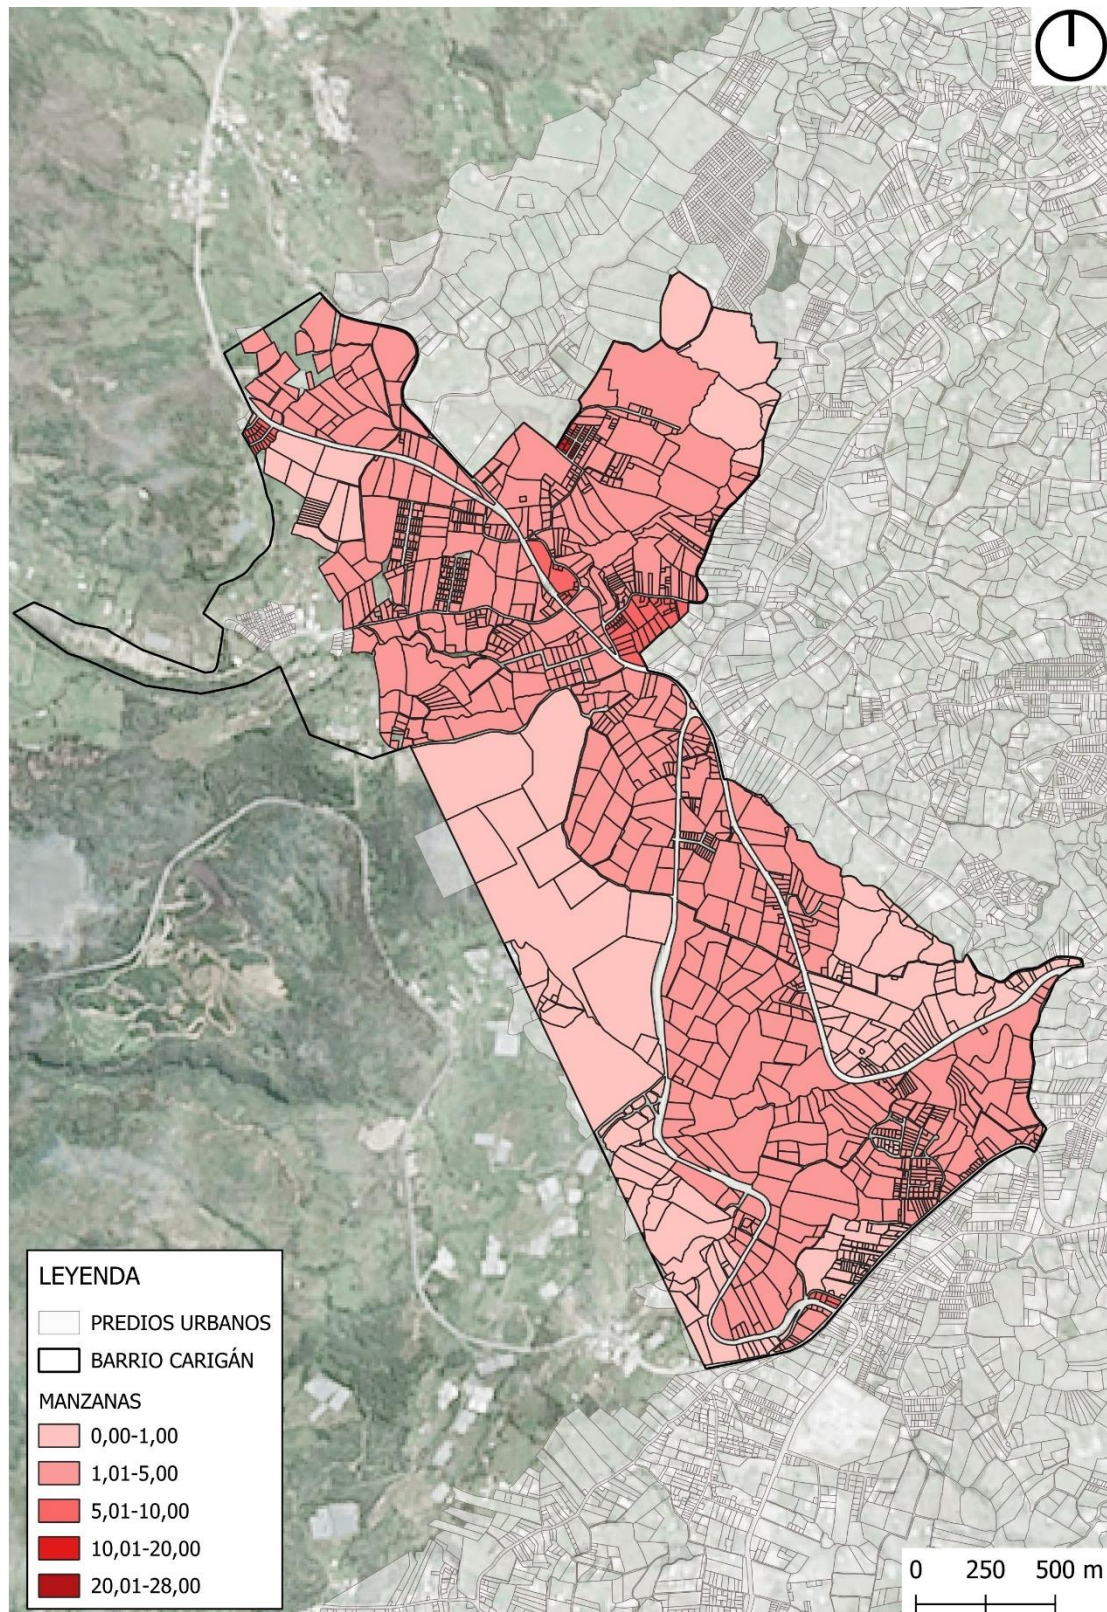 LEYENDA
PREDIOS URBANOS
BARRIO CARIGÁN
MANZANAS
0,00-1,00
1,01-5,00
5,01-10,00
10,01-20,00
20,01-28,00
0 250 500 m